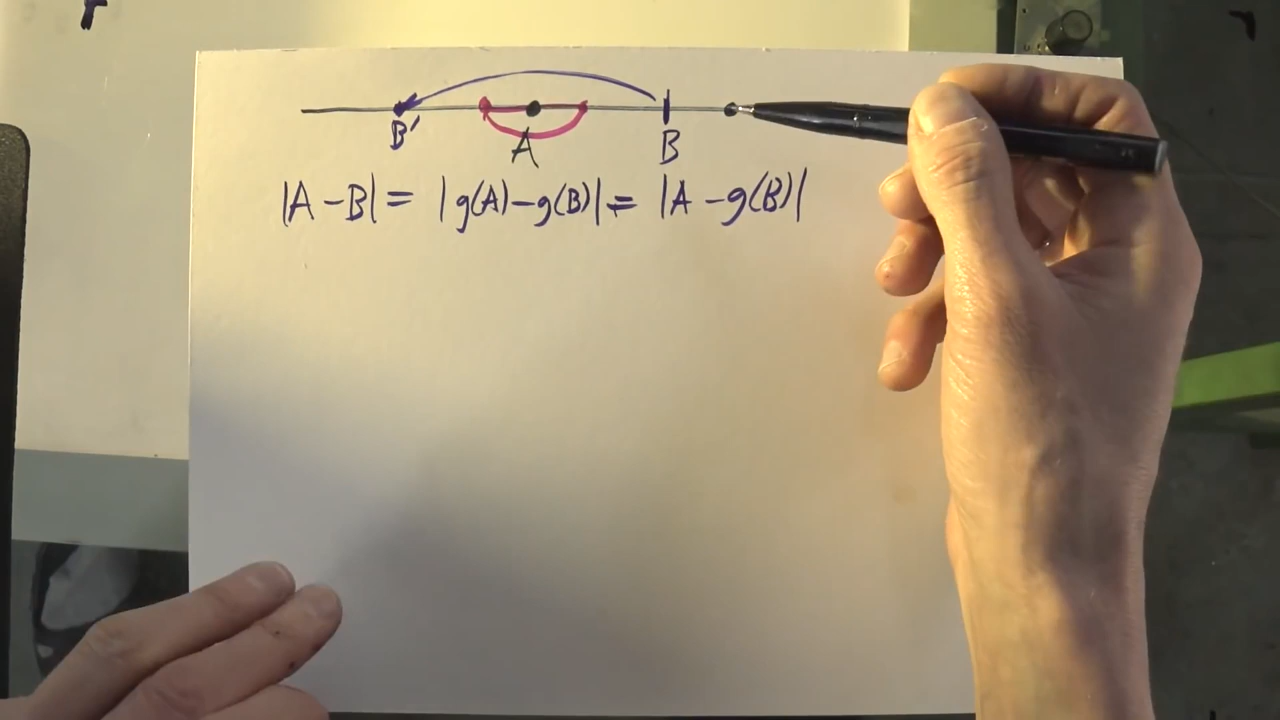 B' A B
|A - B| = |g(A) - g(B)| = |A - g(B)|